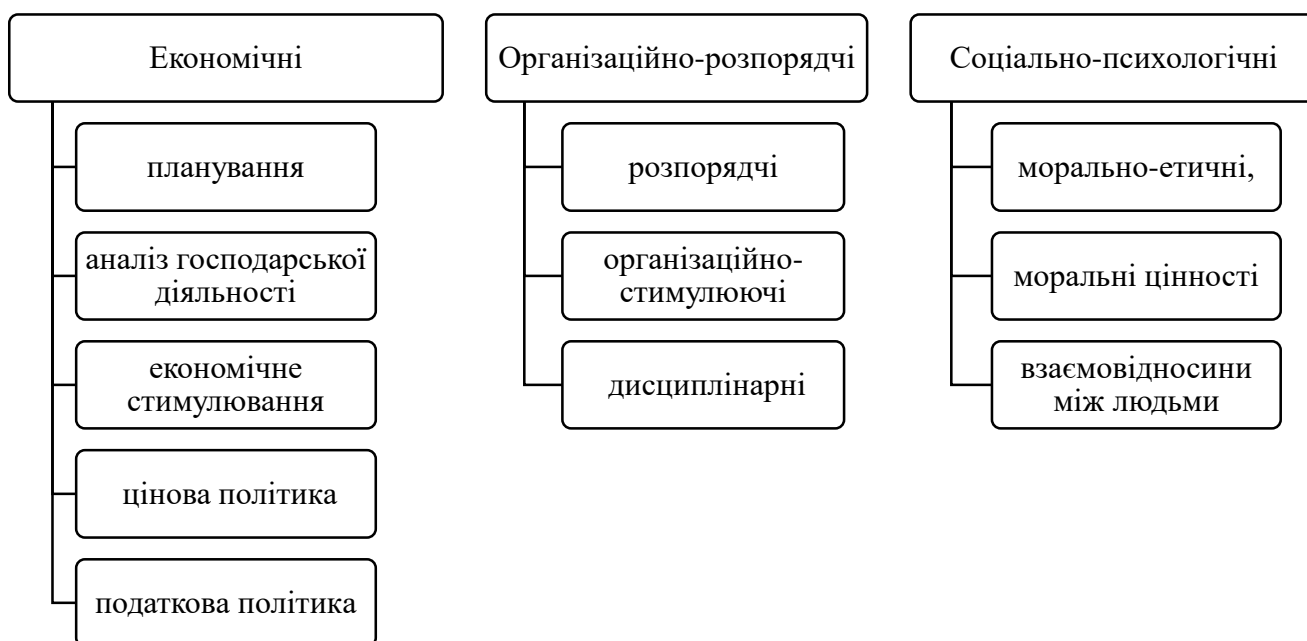 Економічні
планування
аналіз господарської
діяльності
економічне
стимулювання
цінова політика
податкова політика
Організаційно-розпорядчі
розпорядчі
організаційно-
стимулюючі
дисциплінарні
Соціально-психологічні
морально-етичні,
моральні цінності
взаємовідносини
між людьми